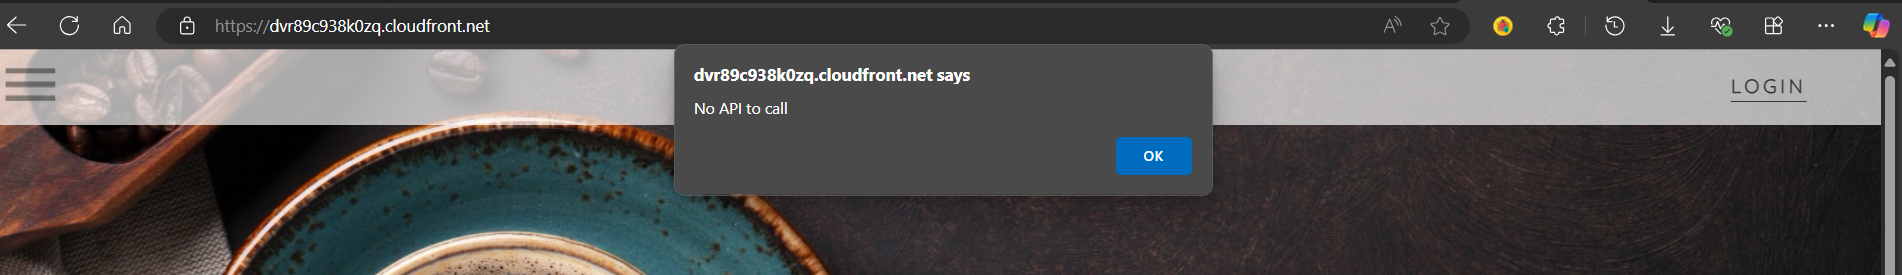 https://dvr89c938k0zq.cloudfront.net
dvr89c938k0zq.cloudfront.net says
No API to call
OK
LOGIN